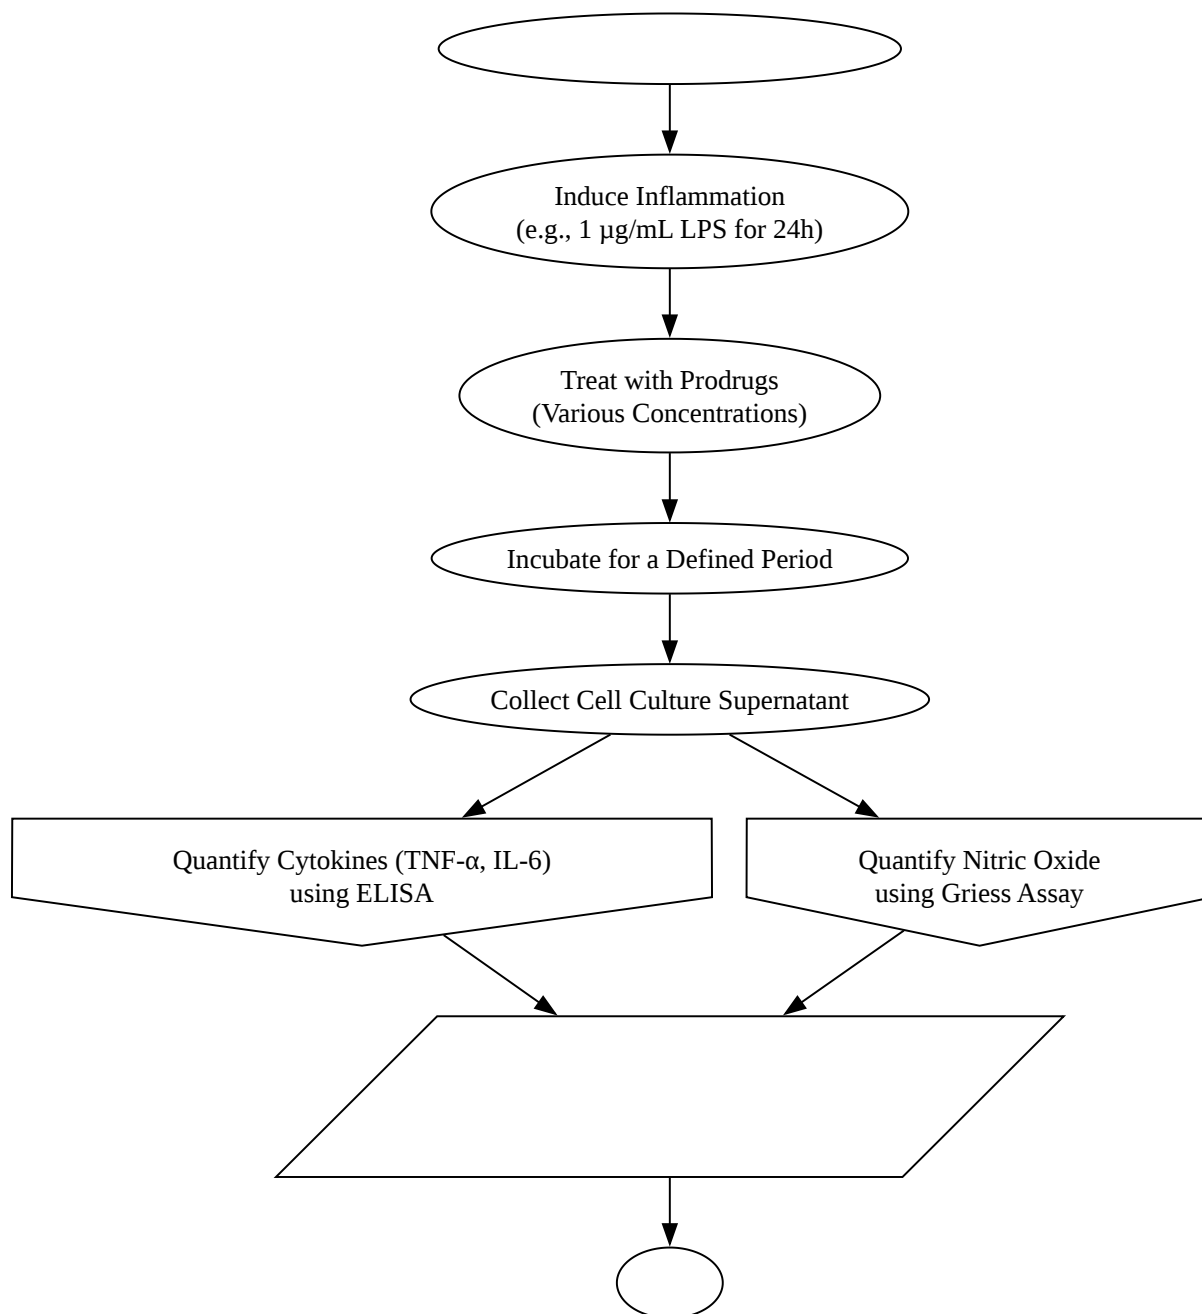 Induce Inflammation
(e.g., 1 µg/mL LPS for 24h)
Treat with Prodrugs
(Various Concentrations)
Incubate for a Defined Period
Collect Cell Culture Supernatant
Quantify Cytokines (TNF-α, IL-6)
using ELISA
Quantify Nitric Oxide
using Griess Assay